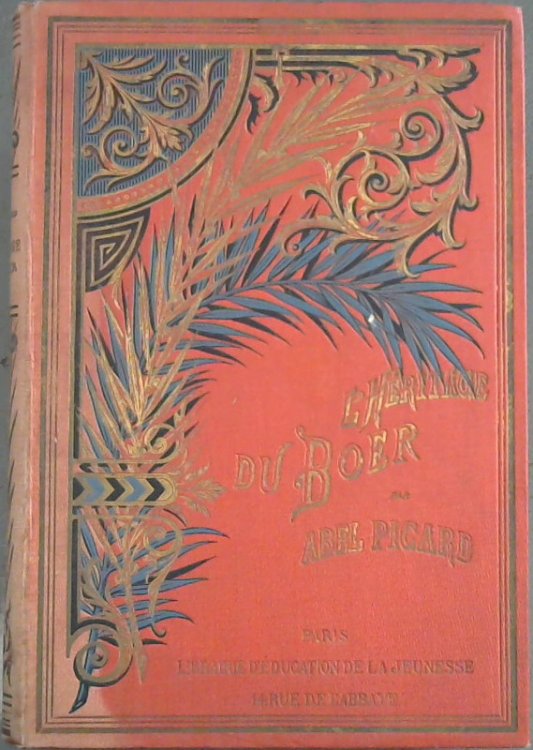 L'HÉRITAGE
DU BOER
PAR
ABEL PICARD
PARIS
LIBRAIRIE D'ÉDUCATION DE LA JEUNESSE
14 RUE DE L'ABBAYE